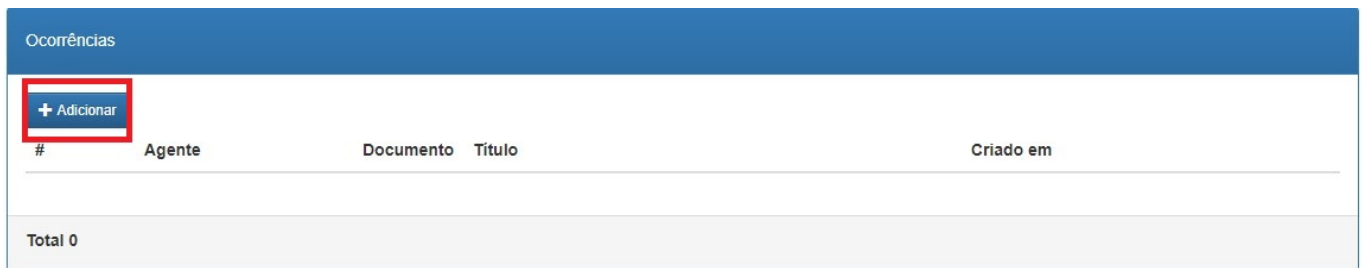 Ocorrências
+ Adicionar
# Agente Documento Título Criado em
Total 0